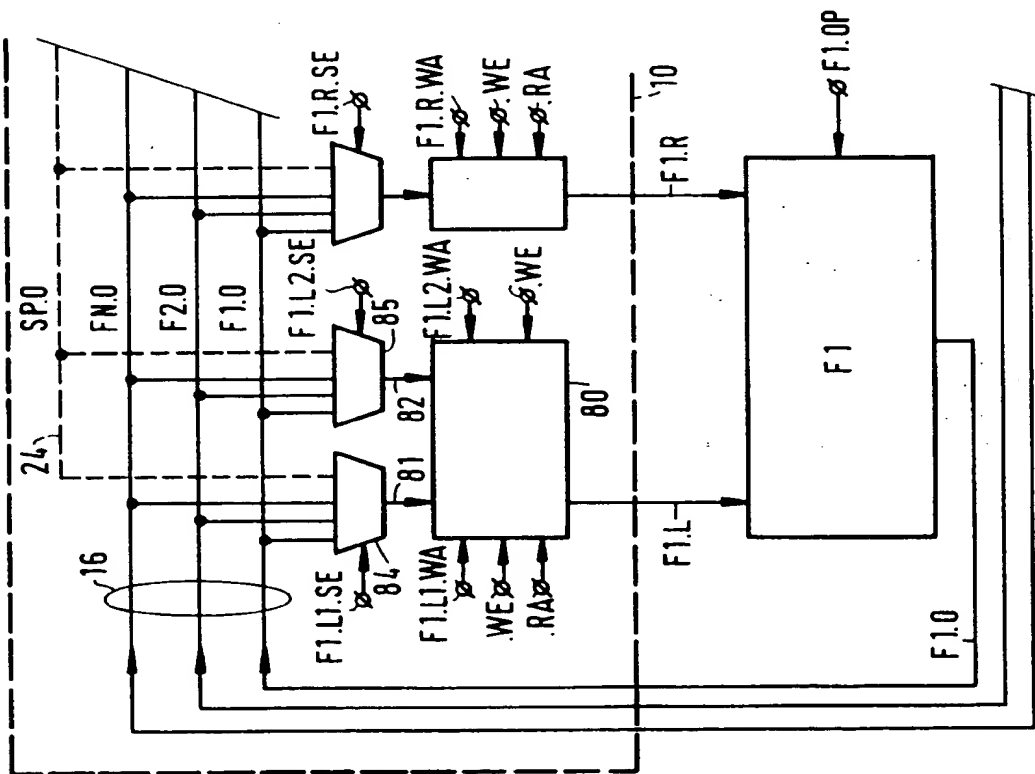 SP.0
24
FN.0
F2.0
F1.0
16
F1.L1.SE
84
81
F1.L2.SE
85
82
F1.R.SE
F1.L1.WA
.WE
.RA
F1.L2.WA
.WE
80
F1.R.WA
.WE
.RA
10
F1.L
F1.R
F1
F1.OP
F1.0